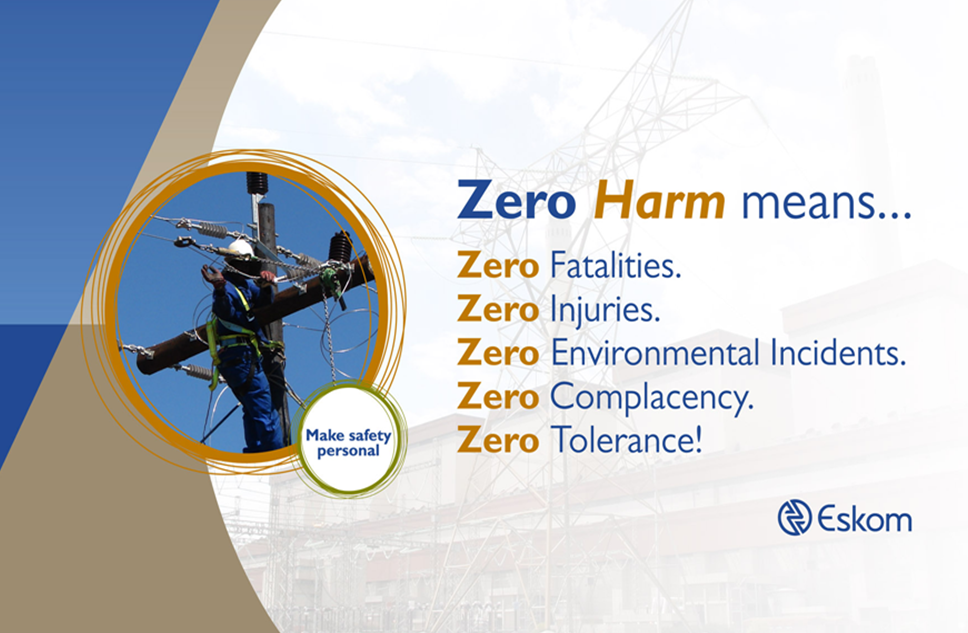 Zero Harm means...
Zero Fatalities.
Zero Injuries.
Zero Environmental Incidents.
Zero Complacency.
Zero Tolerance!
Make safety
personal
Eskom